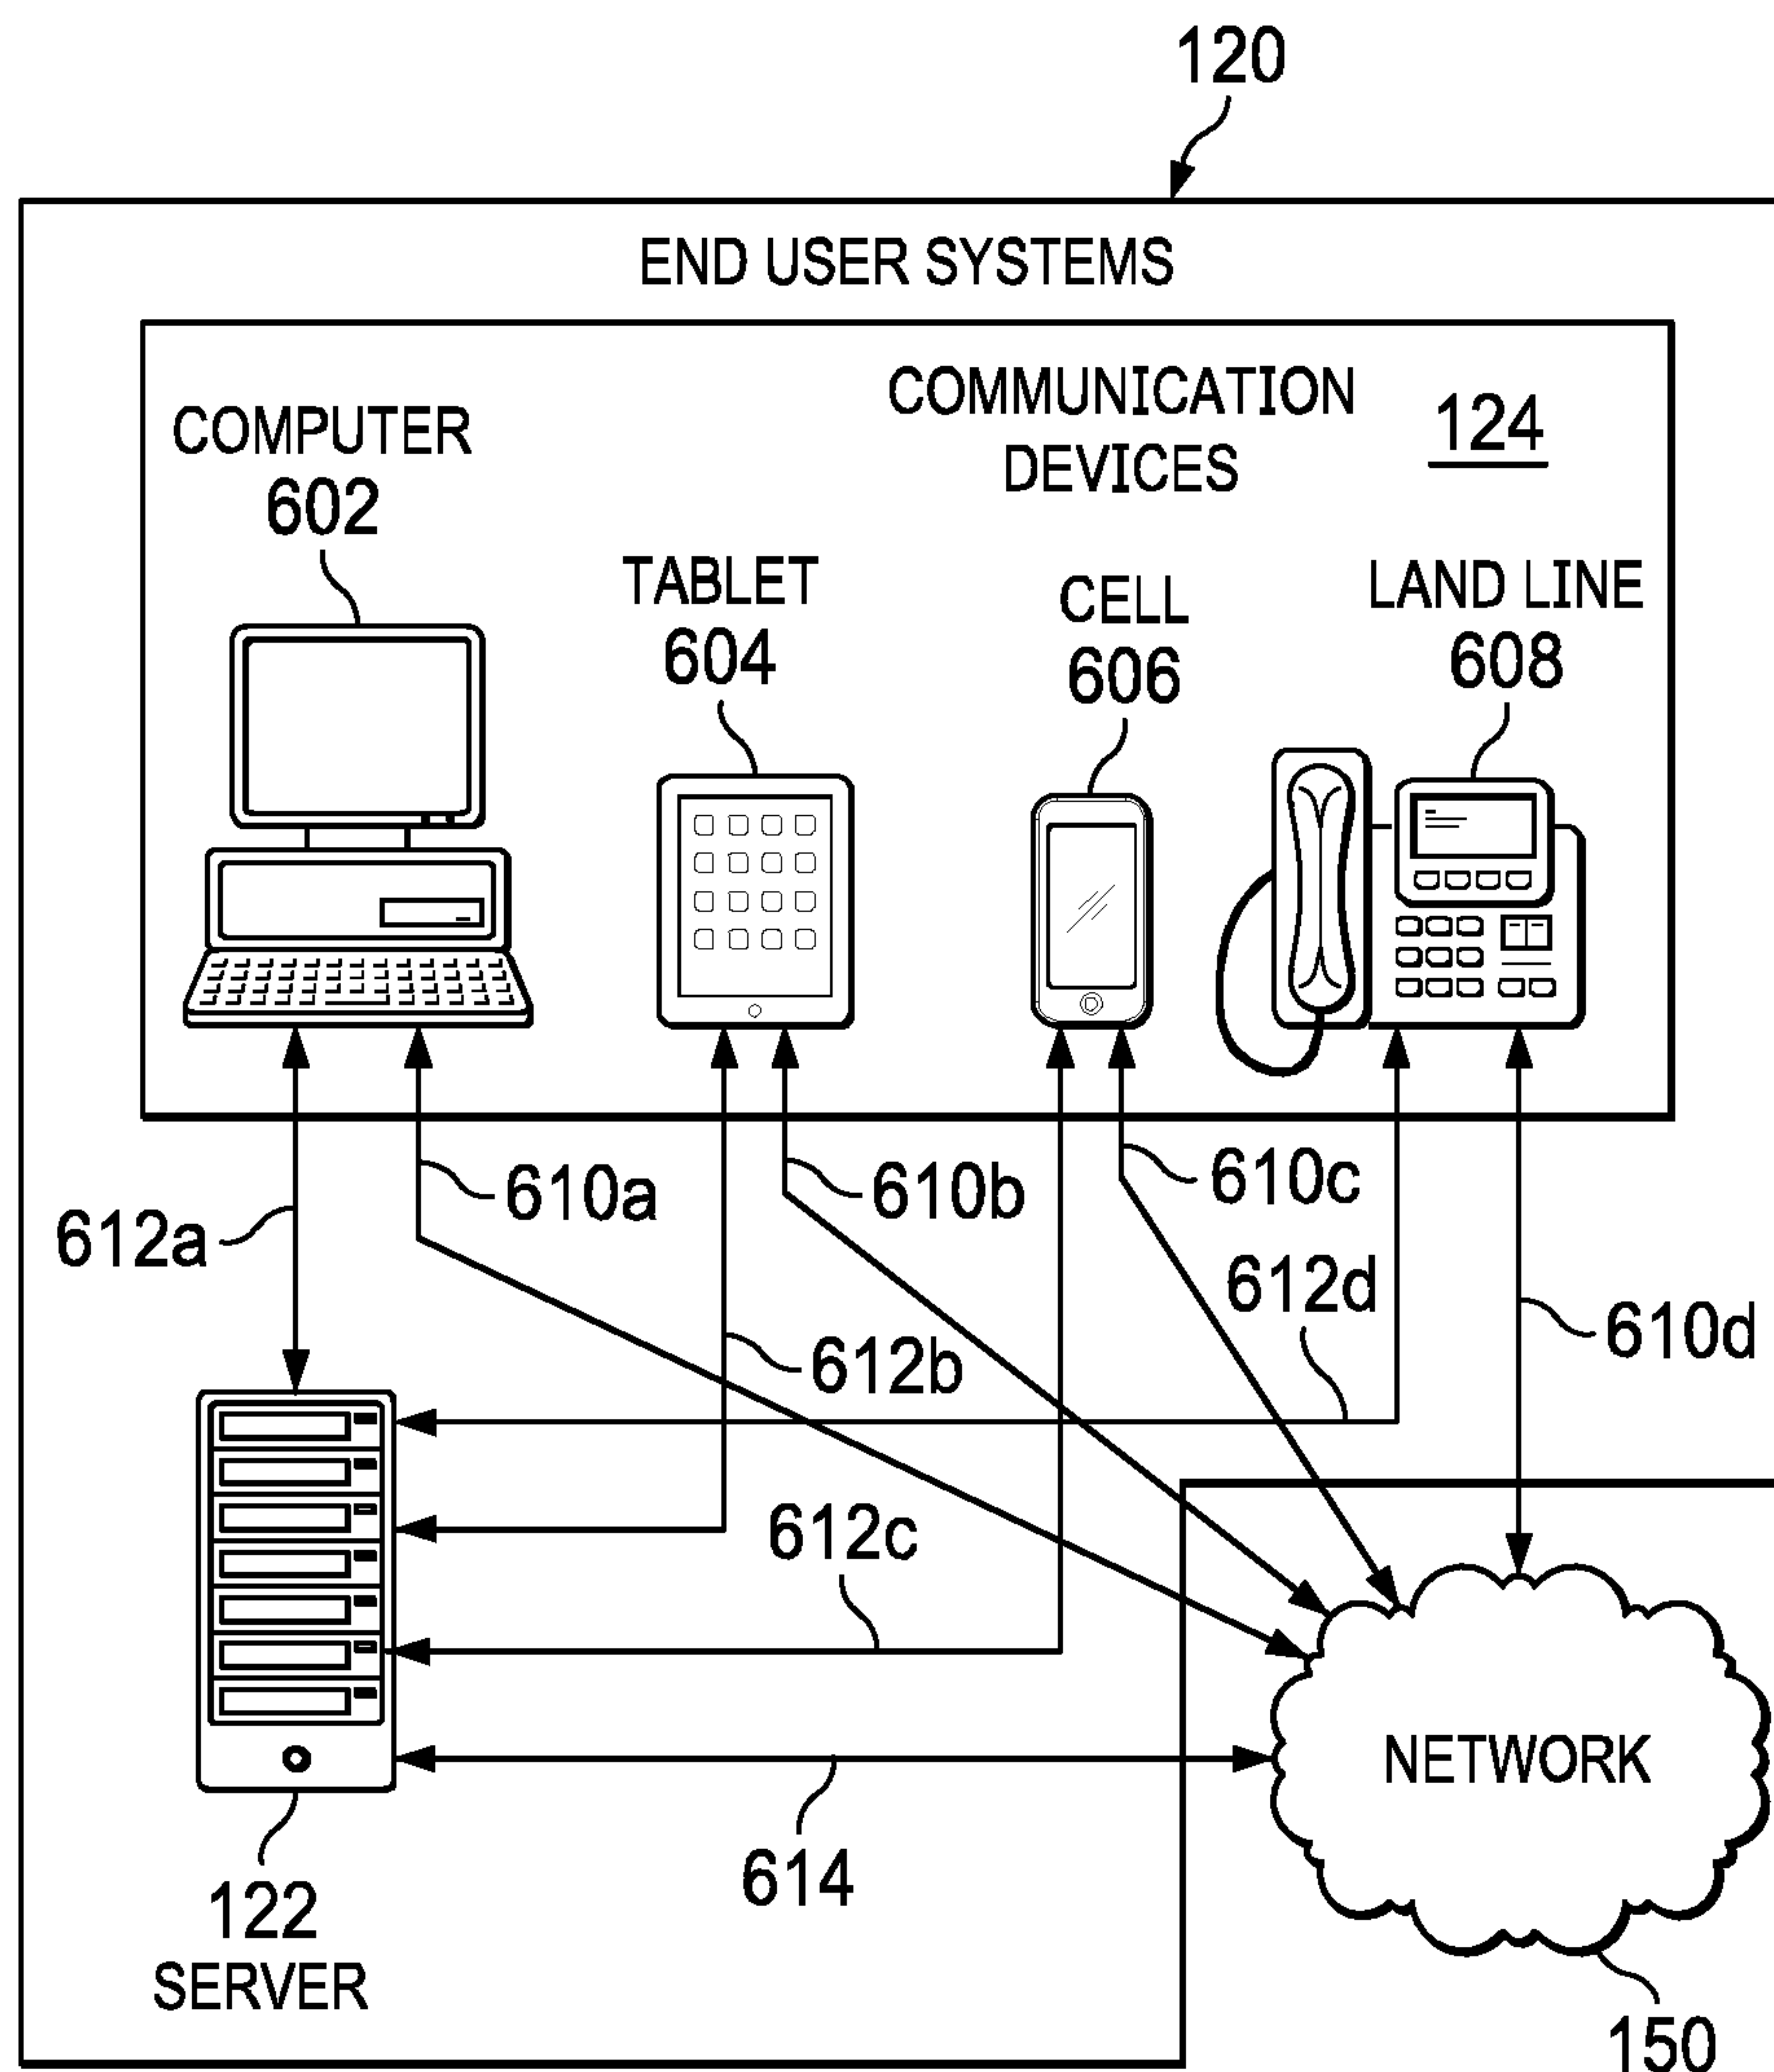 120
END USER SYSTEMS
COMMUNICATION
DEVICES
124
COMPUTER
602
TABLET
604
CELL
606
LAND LINE
608
612a
610a
610b
610c
612d
610d
612b
612c
NETWORK
614
122
SERVER
150